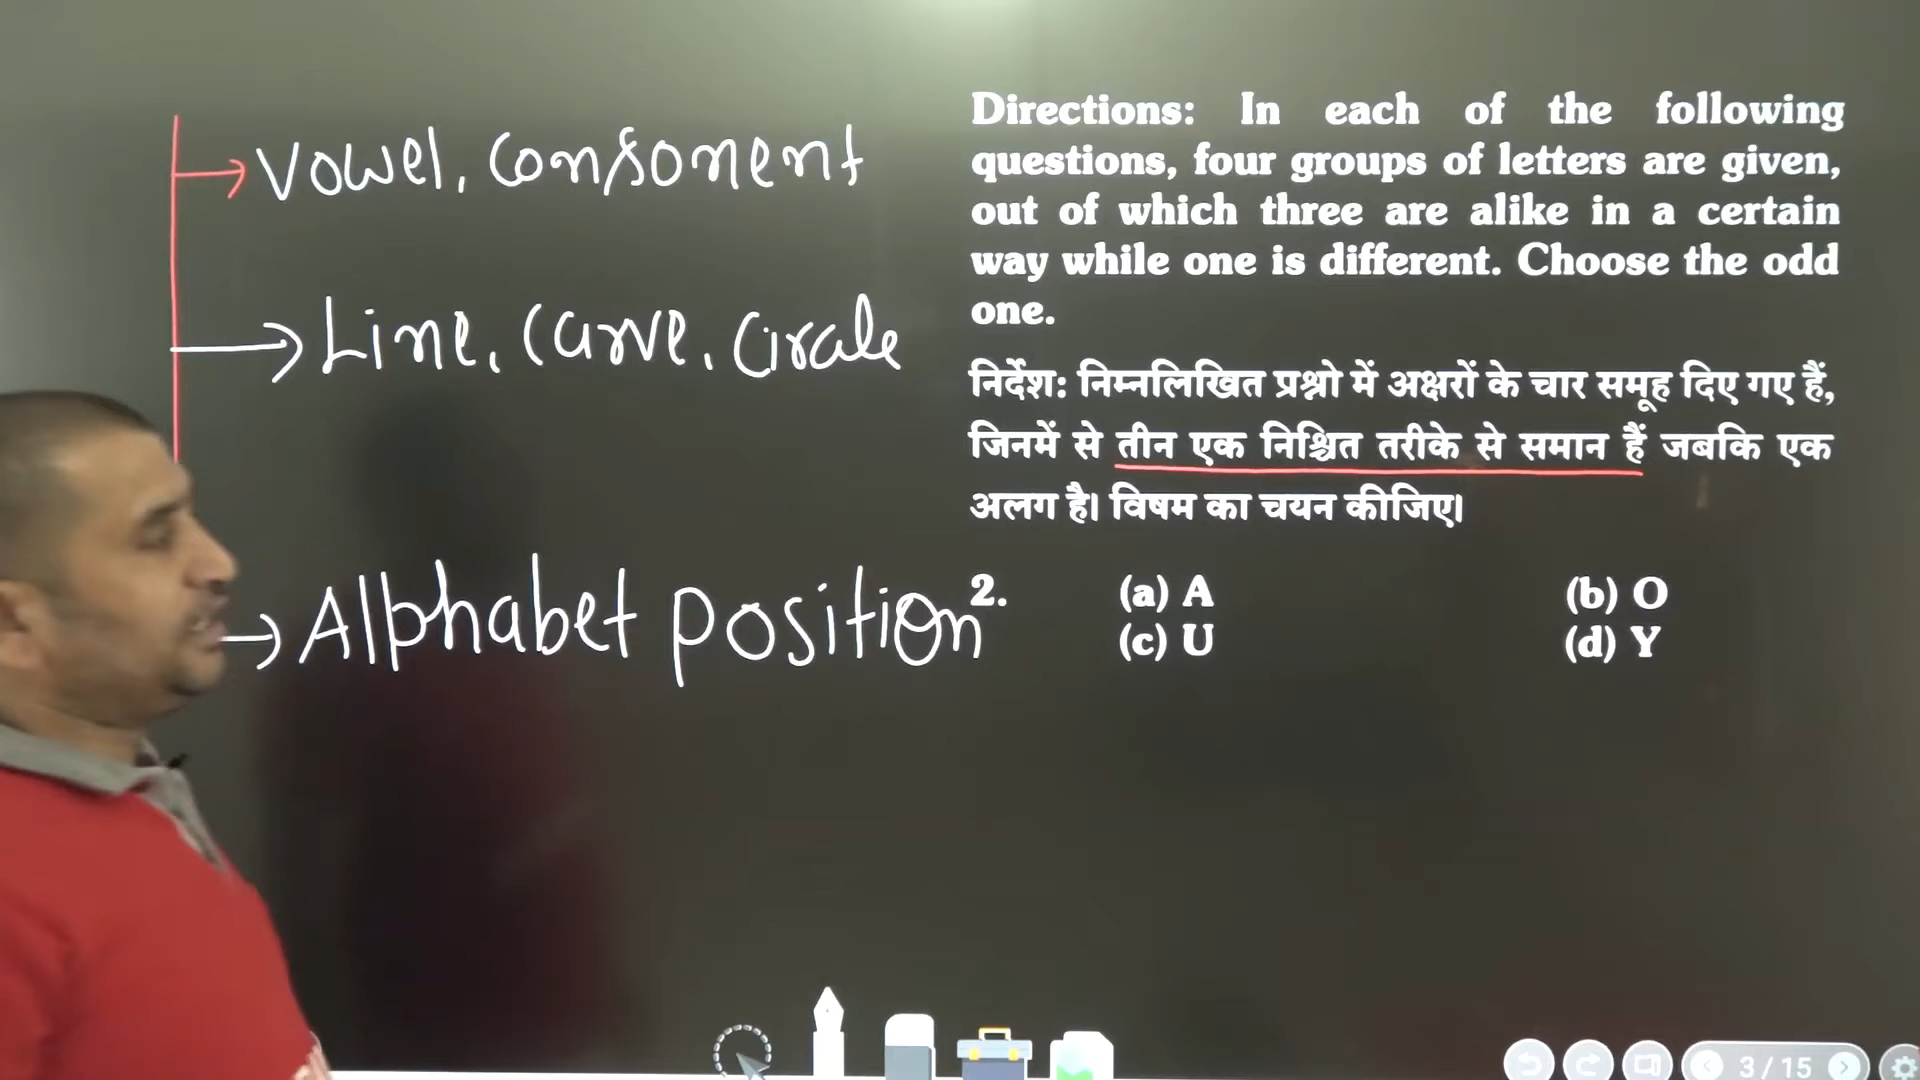 Vowel, Consonent
Line, Curve, Circle
Alphabet position
Directions: In each of the following
questions, four groups of letters are given,
out of which three are alike in a certain
way while one is different. Choose the odd
one.
निर्देश: निम्नलिखित प्रश्नो में अक्षरों के चार समूह दिए गए हैं,
जिनमें से तीन एक निश्चित तरीके से समान हैं जबकि एक
अलग है। विषम का चयन कीजिए।
2. (a) A (b) O
(c) U (d) Y
3 / 15